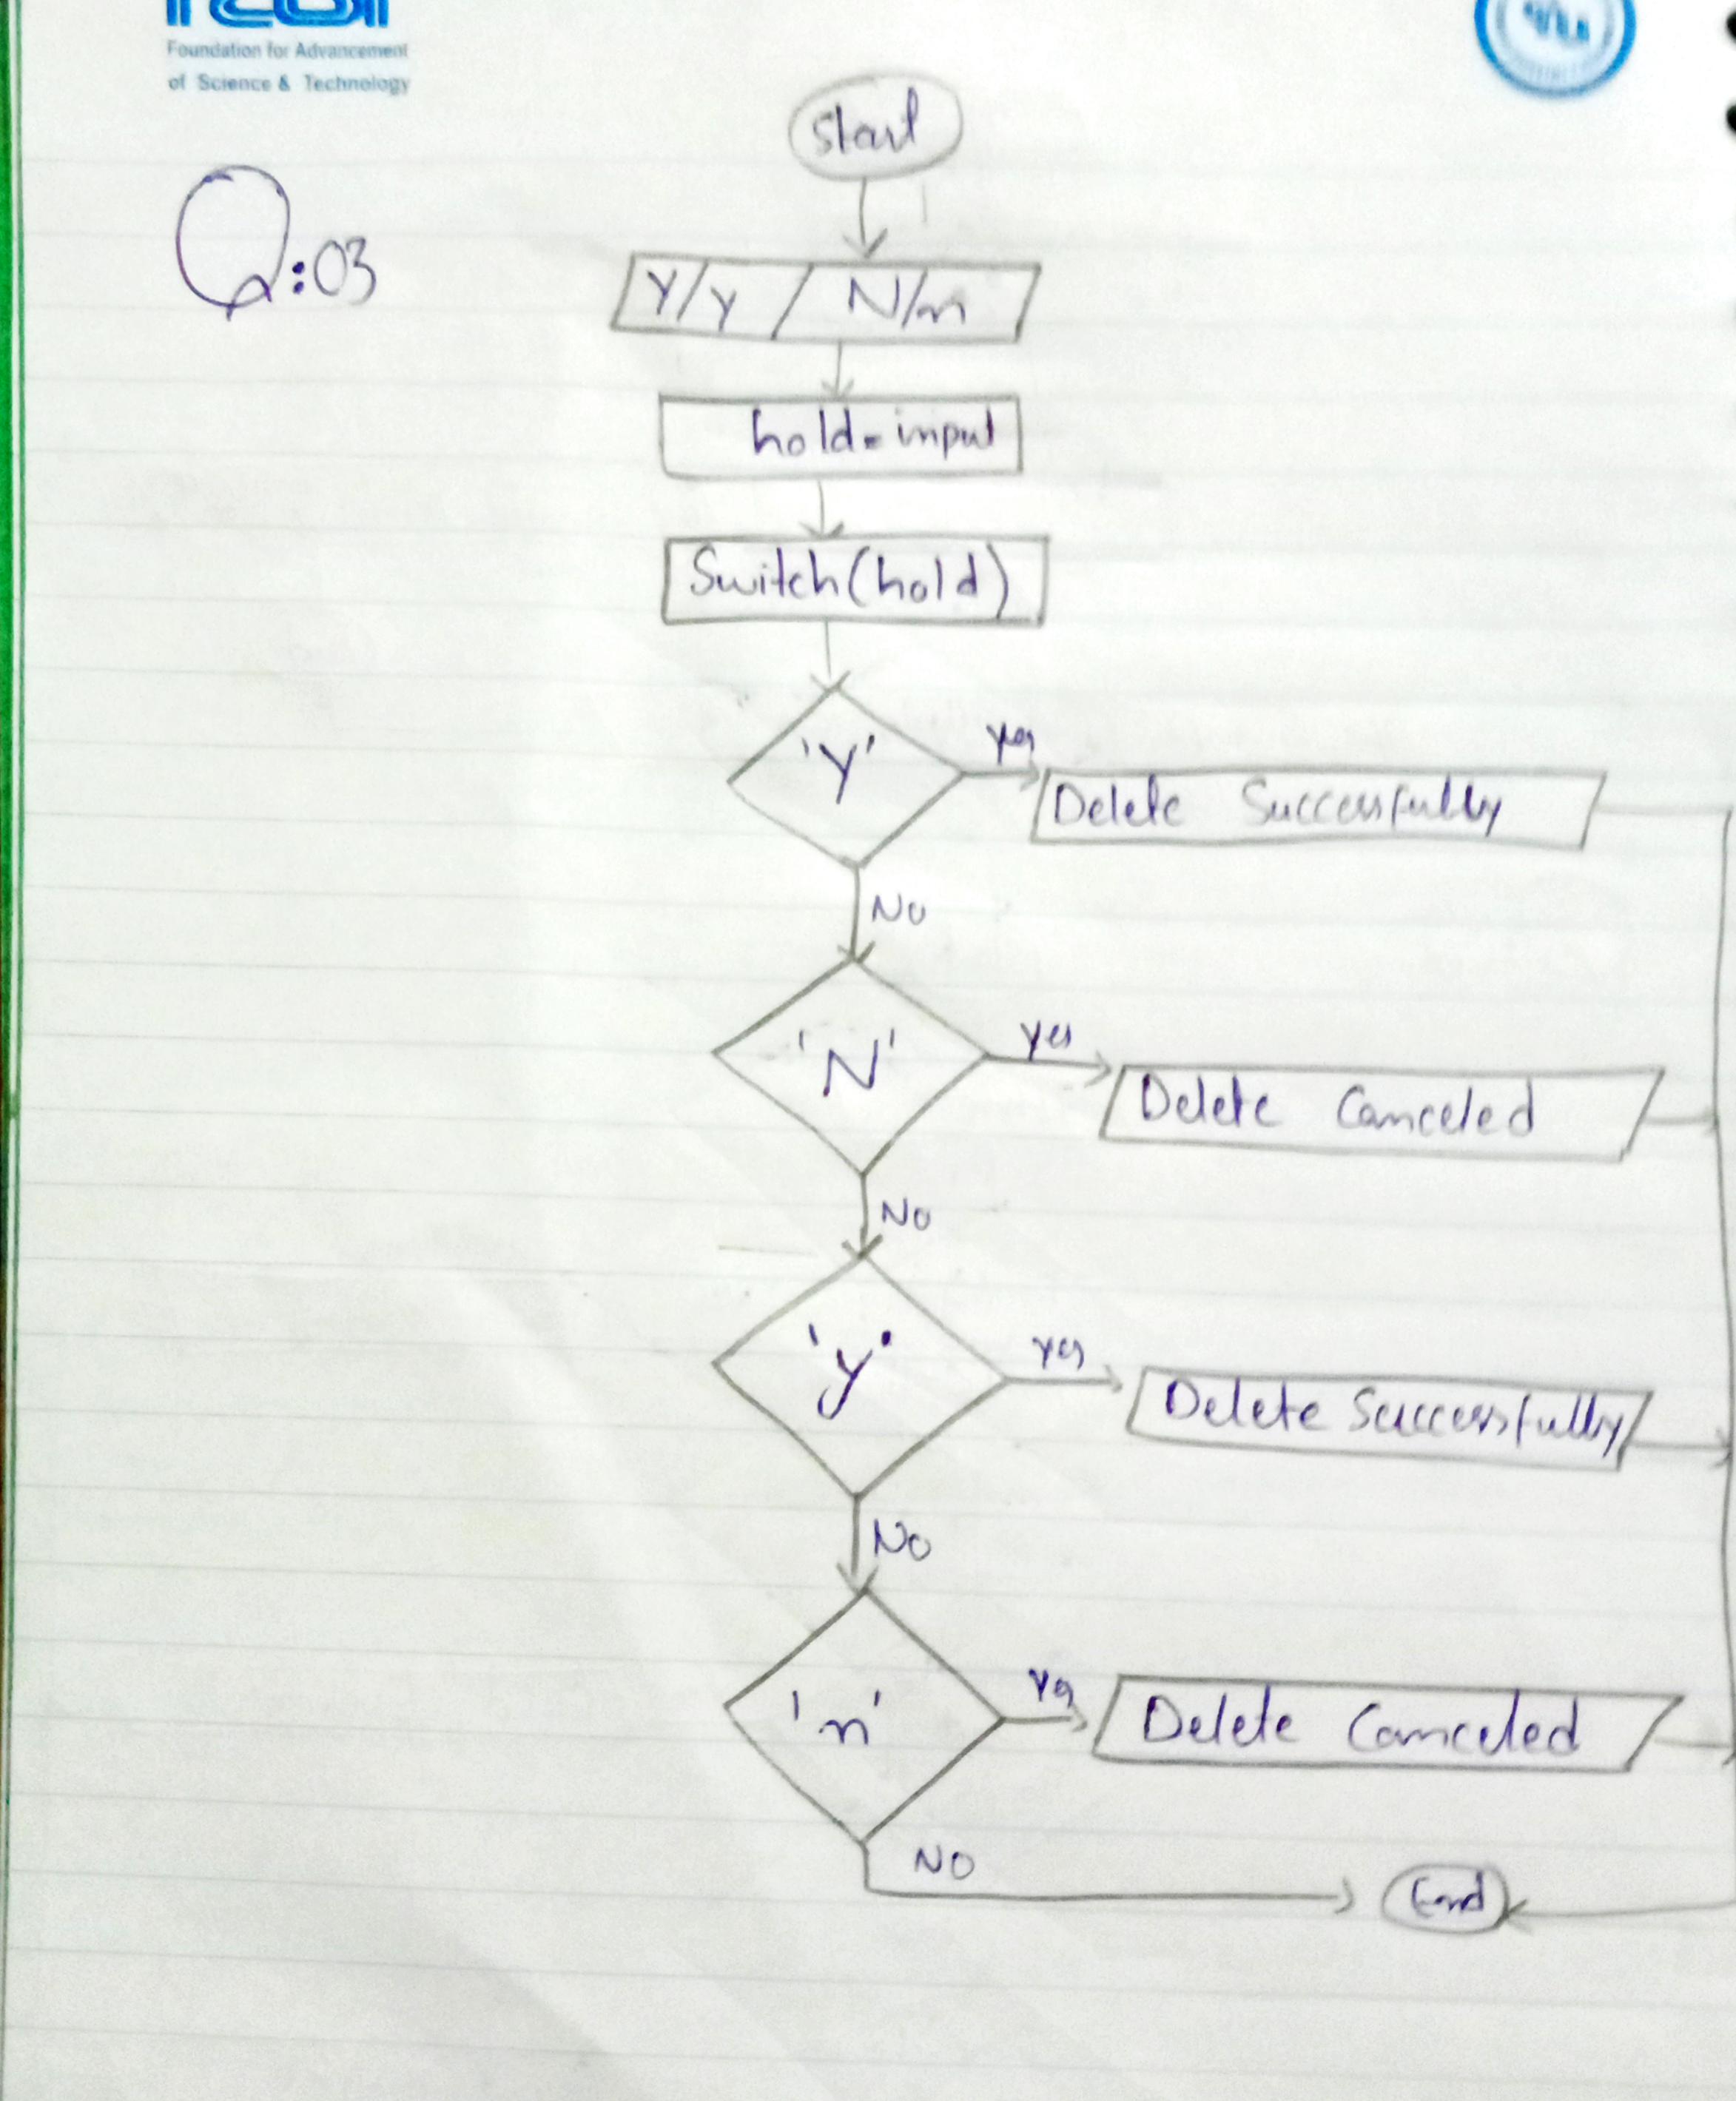 Foundation for Advancement
of Science & Technology
start
Q:03
Y/y / N/n
hold=input
Switch(hold)
'Y'
yes
Delete Successfully
No
'N'
yes
Delete Canceled
No
'y'
yes
Delete Successfully
No
'n'
yes
Delete Canceled
NO
End